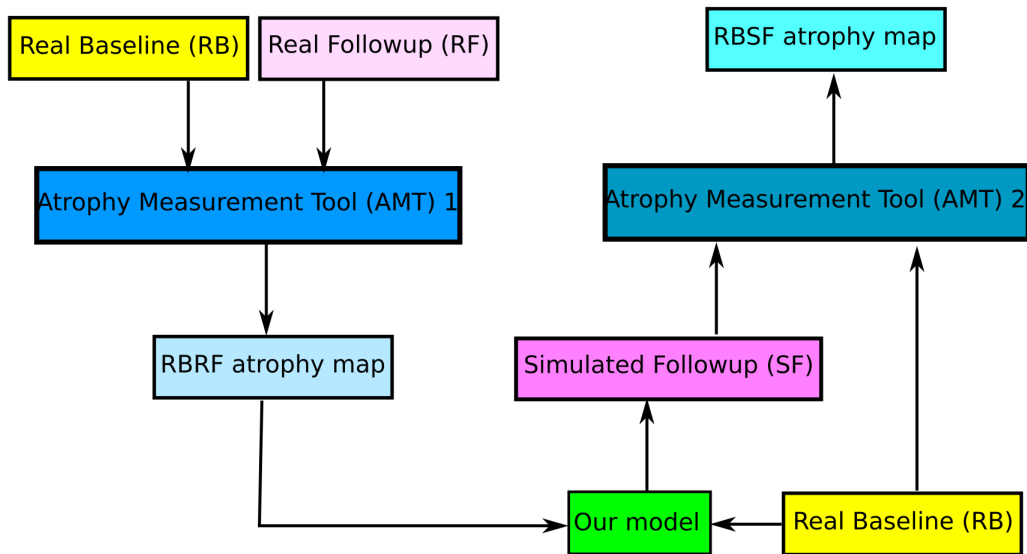 Real Baseline (RB)
Real Followup (RF)
RBSF atrophy map
Atrophy Measurement Tool (AMT) 1
Atrophy Measurement Tool (AMT) 2
RBRF atrophy map
Simulated Followup (SF)
Our model
Real Baseline (RB)